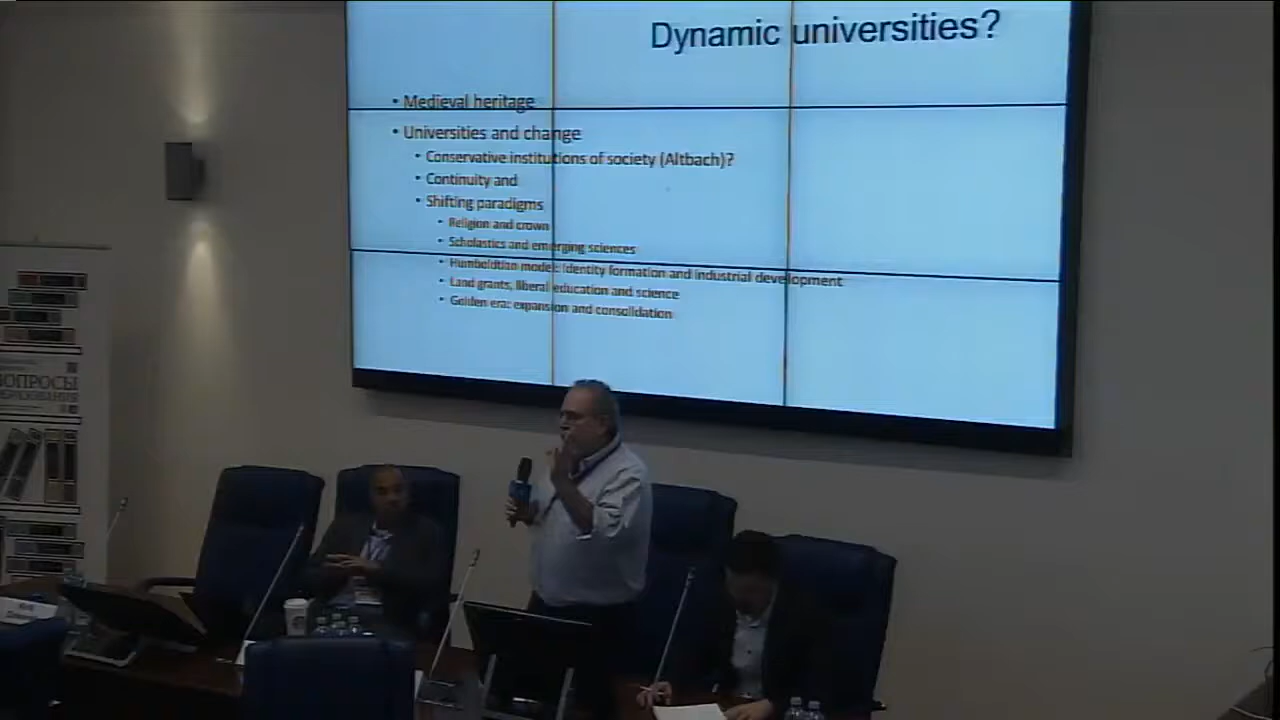 Dynamic universities?
• Medieval heritage
• Universities and change
• Conservative institutions of society (Altbach)?
• Continuity and
• Shifting paradigms
• Religion and crown
• Scholastics and emerging sciences
• Humboldtian model: identity formation and industrial development
• Land grants, liberal education and science
• Golden era: expansion and consolidation
ВОПРОСЫ